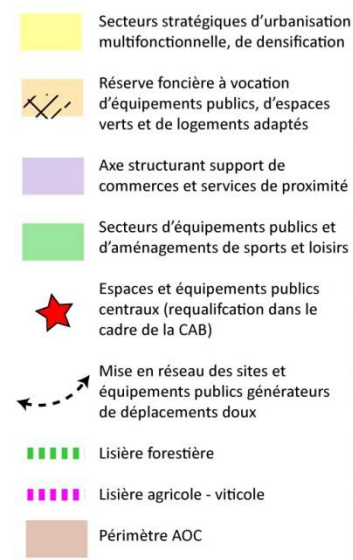 Secteurs stratégiques d'urbanisation
multifonctionnelle, de densification
Réserve foncière à vocation
d'équipements publics, d'espaces
verts et de logements adaptés
Axe structurant support de
commerces et services de proximité
Secteurs d'équipements publics et
d'aménagements de sports et loisirs
Espaces et équipements publics
centraux (requalifcation dans le
cadre de la CAB)
Mise en réseau des sites et
équipements publics générateurs
de déplacements doux
Lisière forestière
Lisière agricole - viticole
Périmètre AOC